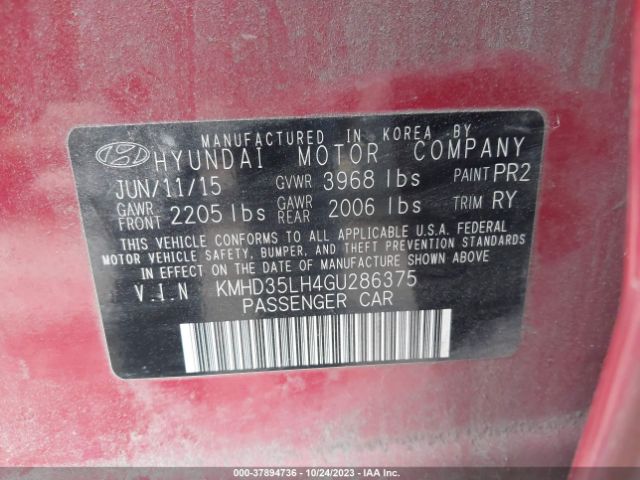 MANUFACTURED IN KOREA BY
HYUNDAI MOTOR COMPANY
JUN/11/15 GVWR 3968 lbs PAINT PR2
GAWR FRONT 2205 lbs GAWR REAR 2006 lbs TRIM RY
THIS VEHICLE CONFORMS TO ALL APPLICABLE U.S.A. FEDERAL
MOTOR VEHICLE SAFETY, BUMPER, AND THEFT PREVENTION STANDARDS
IN EFFECT ON THE DATE OF MANUFACTURE SHOWN ABOVE
V.I.N KMHD35LH4GU286375
PASSENGER CAR
000-37894736 - 10/24/2023 - IAA Inc.